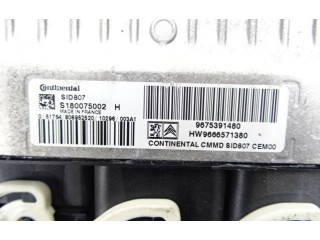 Continental
SID807
S180075002 H
MADE IN FRANCE
9675391480
HW9666571380
CONTINENTAL CMMD SID807 CEM00